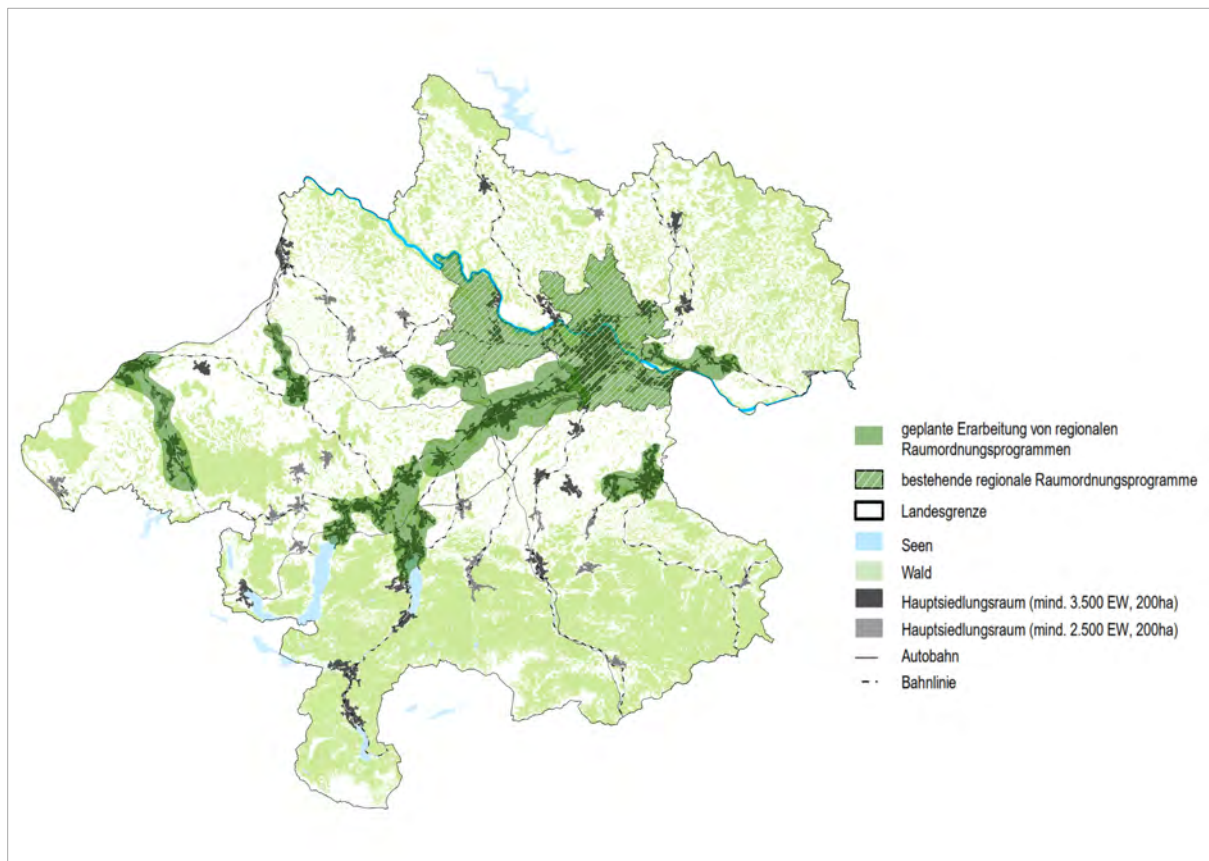 geplante Erarbeitung von regionalen
Raumordnungsprogrammen
bestehende regionale Raumordnungsprogramme
Landesgrenze
Seen
Wald
Hauptsiedlungsraum (mind. 3.500 EW, 200ha)
Hauptsiedlungsraum (mind. 2.500 EW, 200ha)
Autobahn
Bahnlinie